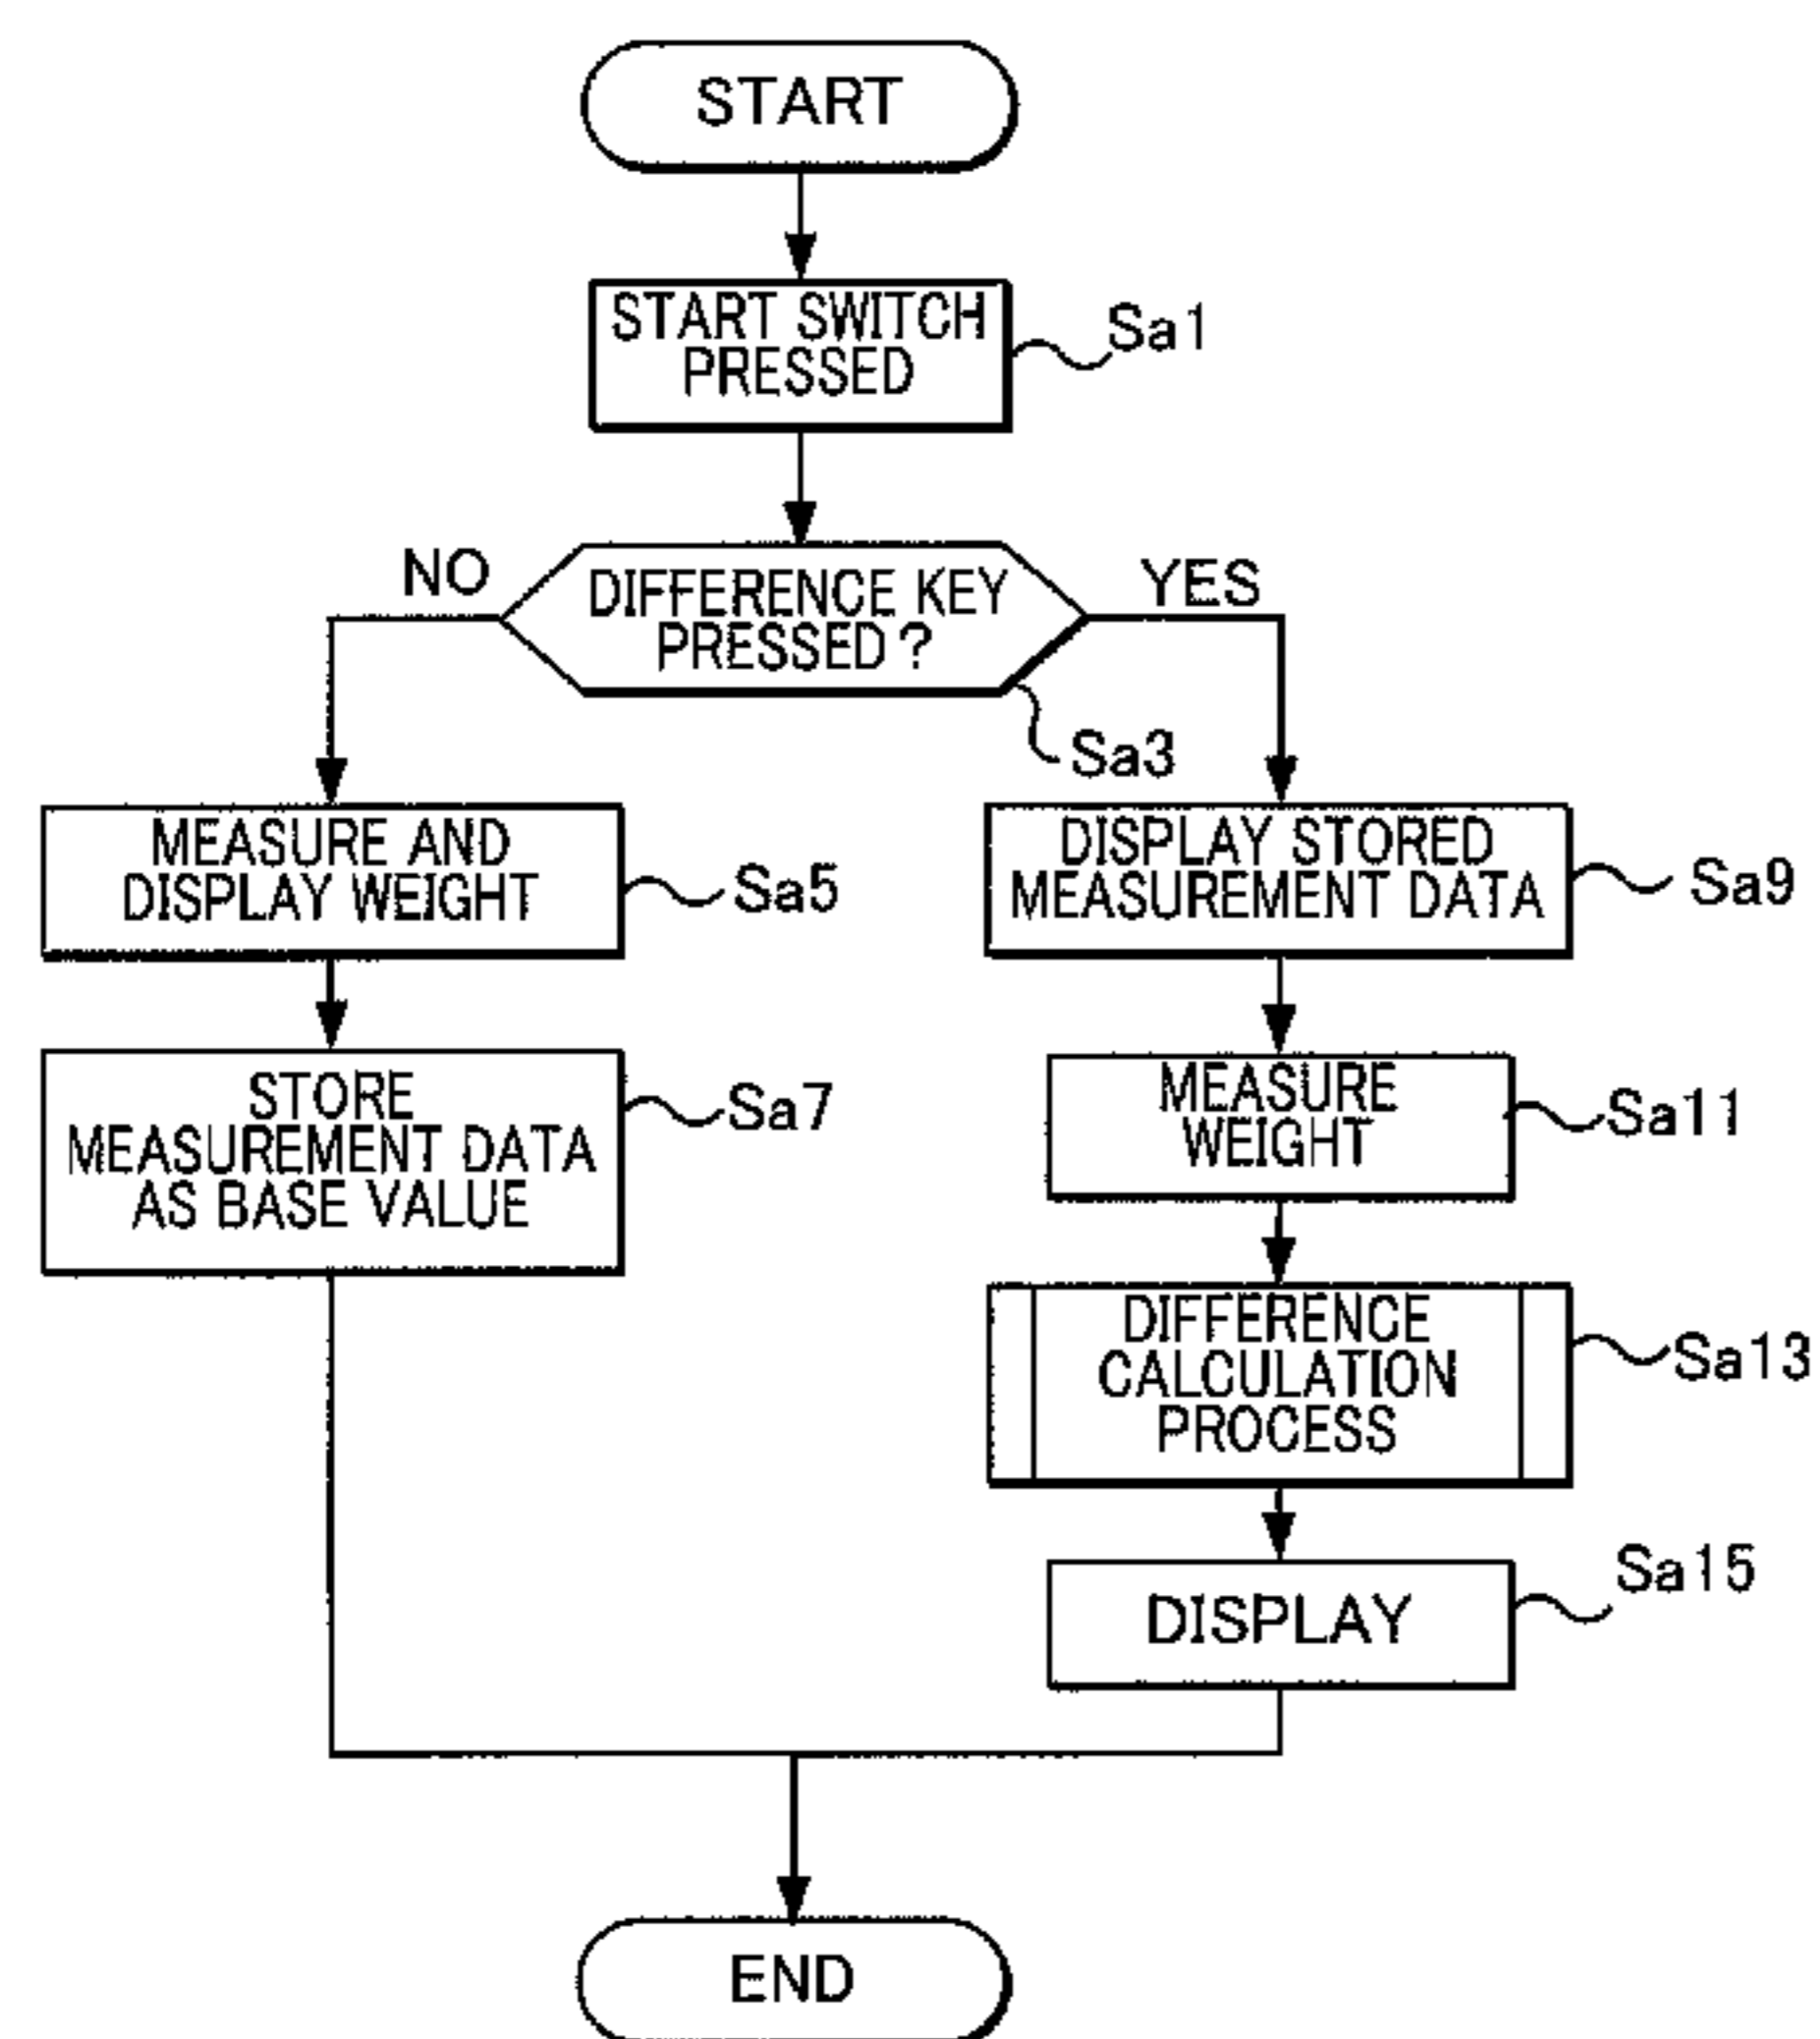 START
START SWITCH
PRESSED
Sa1
NO
DIFFERENCE KEY
PRESSED?
YES
Sa3
MEASURE AND
DISPLAY WEIGHT
Sa5
DISPLAY STORED
MEASUREMENT DATA
Sa9
STORE
MEASUREMENT DATA
AS BASE VALUE
Sa7
MEASURE
WEIGHT
Sa11
DIFFERENCE
CALCULATION
PROCESS
Sa13
DISPLAY
Sa15
END